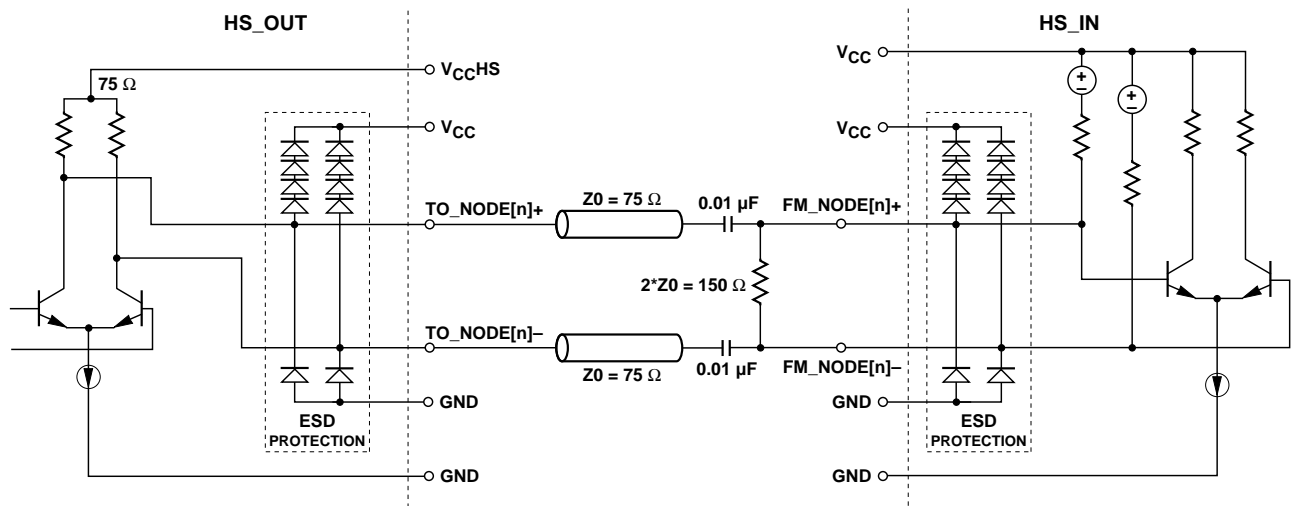 HS_OUT
HS_IN
VCCHS
75 Ω
VCC
TO_NODE[n]+
Z0 = 75 Ω
0.01 µF
FM_NODE[n]+
2*Z0 = 150 Ω
TO_NODE[n]–
Z0 = 75 Ω
0.01 µF
FM_NODE[n]–
GND
ESD
PROTECTION
GND
VCC
+
–
+
–
VCC
GND
ESD
PROTECTION
GND